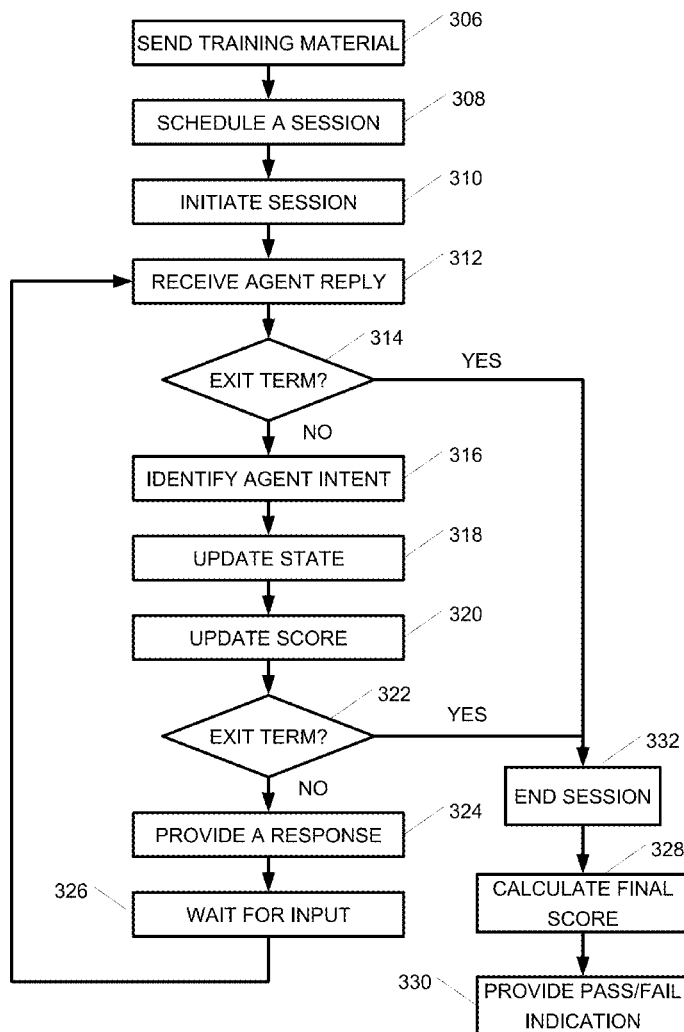 306
SEND TRAINING MATERIAL
308
SCHEDULE A SESSION
310
INITIATE SESSION
312
RECEIVE AGENT REPLY
314
EXIT TERM?
YES
NO
316
IDENTIFY AGENT INTENT
318
UPDATE STATE
320
UPDATE SCORE
322
EXIT TERM?
YES
NO
324
PROVIDE A RESPONSE
326
WAIT FOR INPUT
332
END SESSION
328
CALCULATE FINAL
SCORE
330
PROVIDE PASS/FAIL
INDICATION